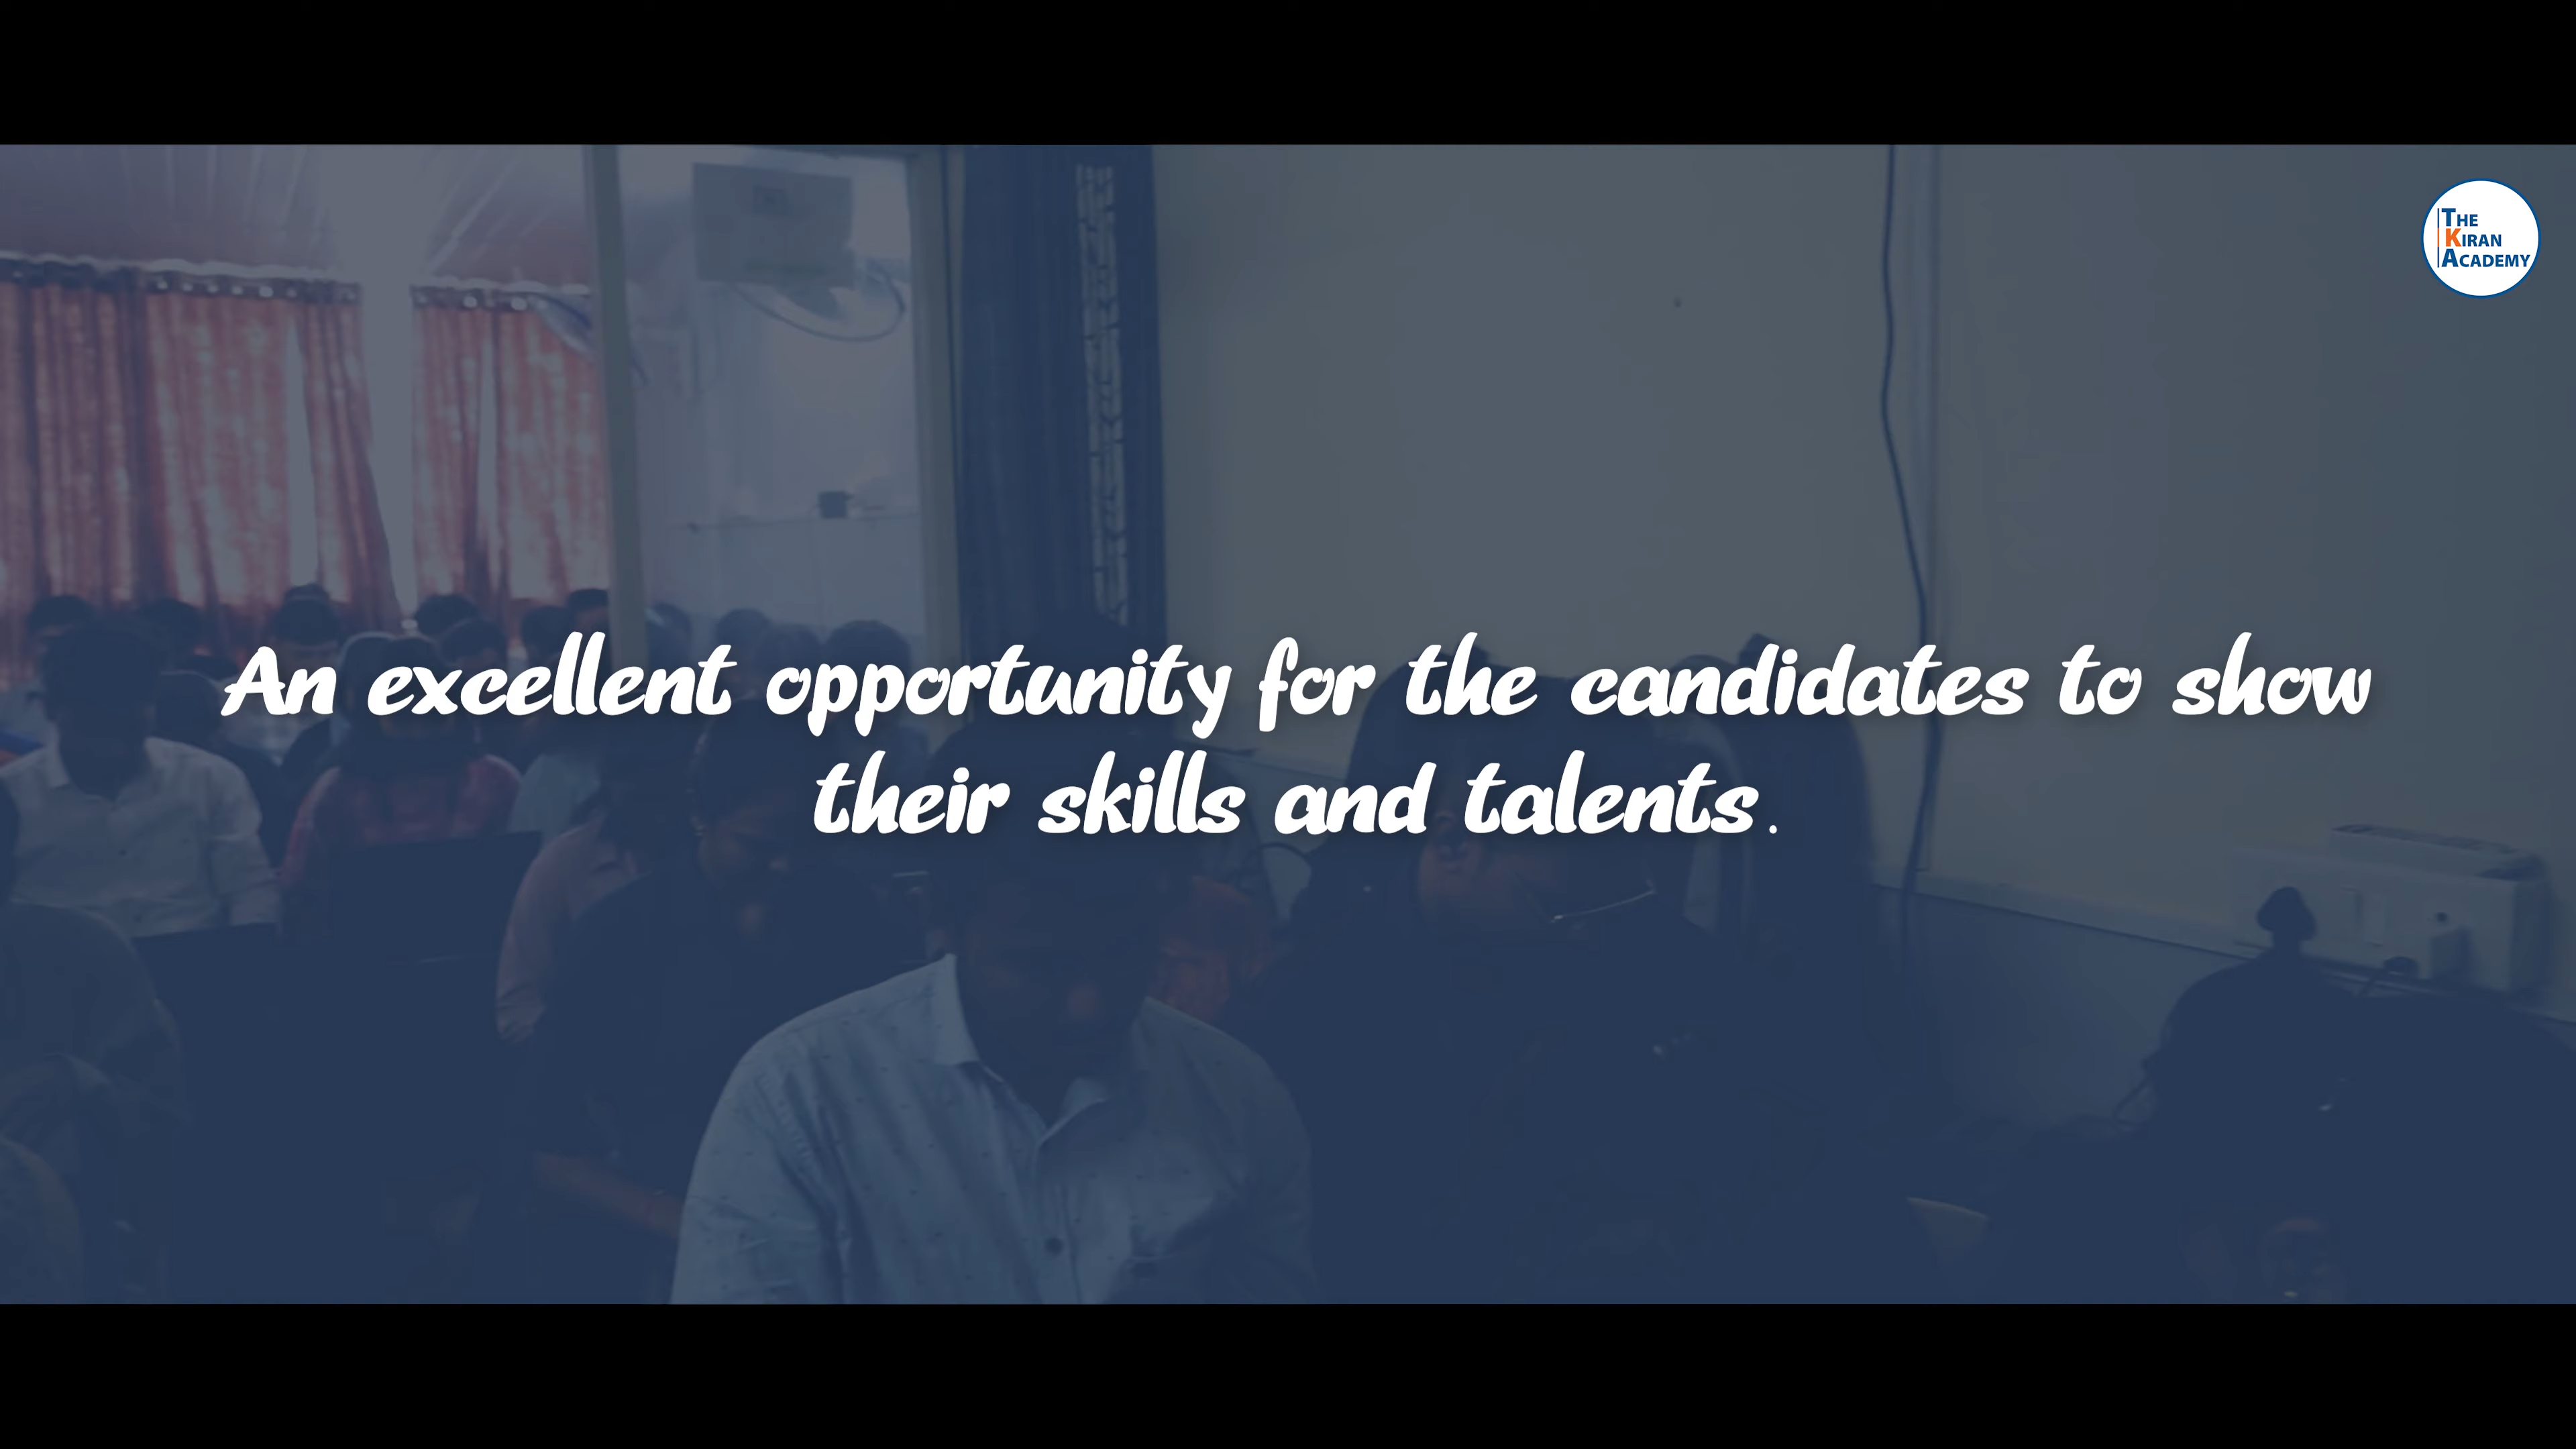 THE
KIRAN
ACADEMY
An excellent opportunity for the candidates to show
their skills and talents.